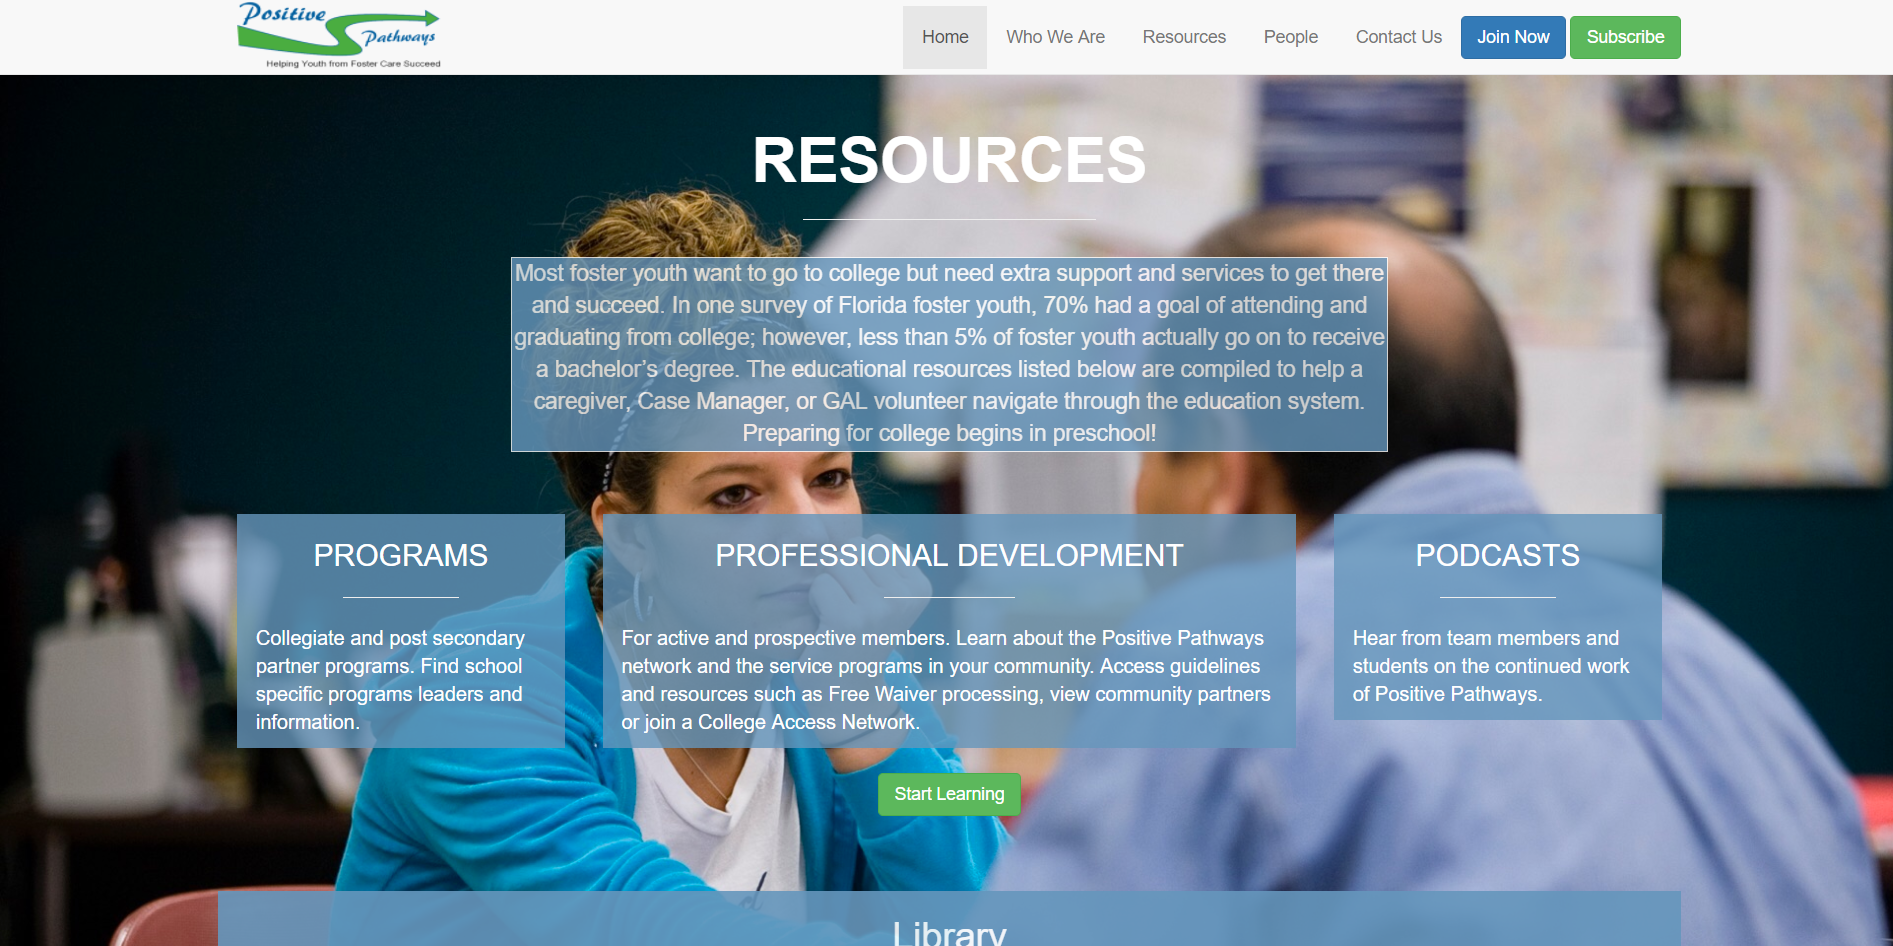 Positive
Pathways
Helping Youth from Foster Care Succeed
Home
Who We Are
Resources
People
Contact Us
Join Now
Subscribe
RESOURCES
Most foster youth want to go to college but need extra support and services to get there
and succeed. In one survey of Florida foster youth, 70% had a goal of attending and
graduating from college; however, less than 5% of foster youth actually go on to receive
a bachelor’s degree. The educational resources listed below are compiled to help a
caregiver, Case Manager, or GAL volunteer navigate through the education system.
Preparing for college begins in preschool!
PROGRAMS
Collegiate and post secondary
partner programs. Find school
specific programs leaders and
information.
PROFESSIONAL DEVELOPMENT
For active and prospective members. Learn about the Positive Pathways
network and the service programs in your community. Access guidelines
and resources such as Free Waiver processing, view community partners
or join a College Access Network.
PODCASTS
Hear from team members and
students on the continued work
of Positive Pathways.
Start Learning
Library